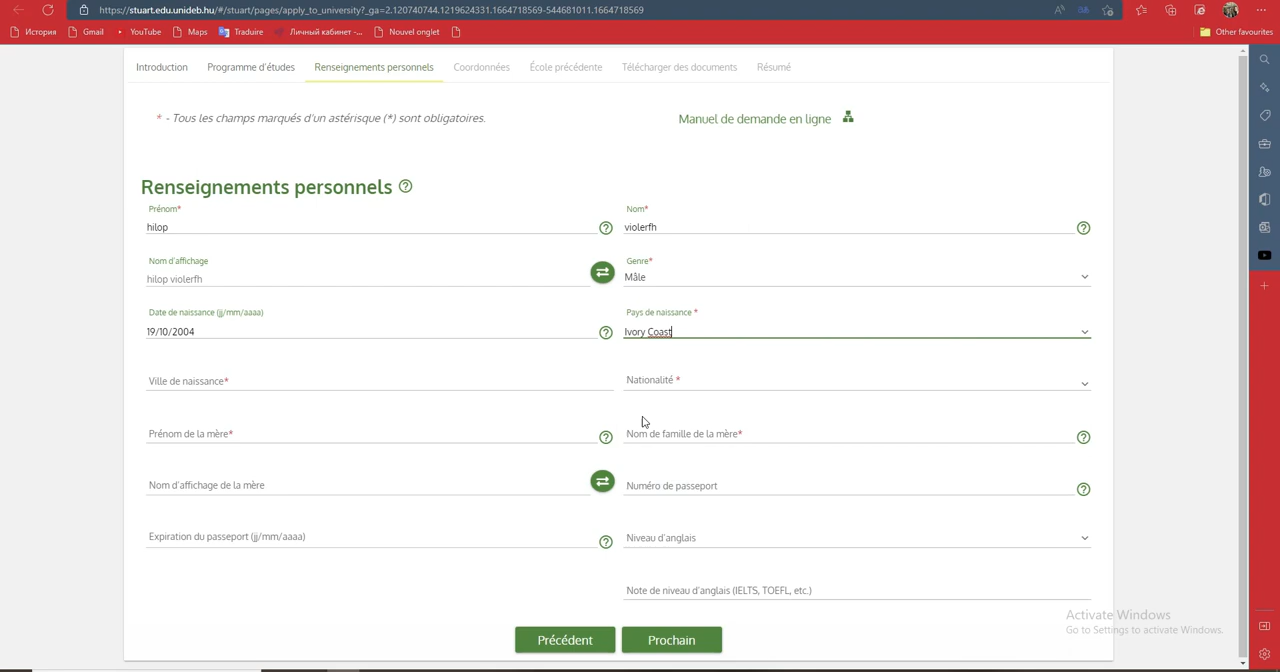 https://stuart.edu.unideb.hu/#/stuart/pages/apply_to_university?_ga=2.120740744.1219624331.1664718569-544681011.1664718569
История Gmail YouTube Maps Traduire Личный кабинет -... Nouvel onglet Other favourites
Introduction Programme d'études Renseignements personnels Coordonnées École précédente Télécharger des documents Résumé
* - Tous les champs marqués d'un astérisque (*) sont obligatoires. Manuel de demande en ligne
Renseignements personnels
Prénom* Nom*
hilop violerfh
Nom d'affichage Genre*
hilop violerfh Mâle
Date de naissance (jj/mm/aaaa) Pays de naissance *
19/10/2004 Ivory Coast
Ville de naissance* Nationalité *
Prénom de la mère* Nom de famille de la mère*
Nom d'affichage de la mère Numéro de passeport
Expiration du passeport (jj/mm/aaaa) Niveau d'anglais
Note de niveau d'anglais (IELTS, TOEFL, etc.)
Activate Windows
Go to Settings to activate Windows.
Précédent Prochain